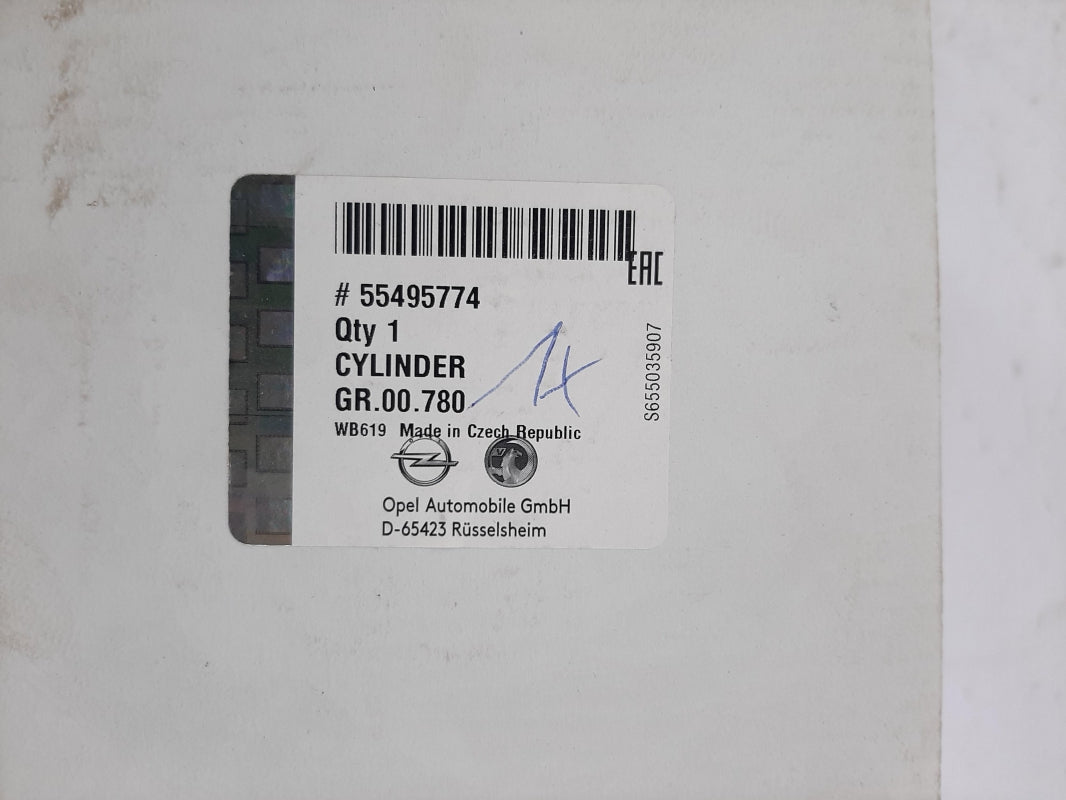 EAC
# 55495774
Qty 1
CYLINDER
GR.00.780
1x
WB619 Made in Czech Republic
Opel Automobile GmbH
D-65423 Rüsselsheim
S655035907